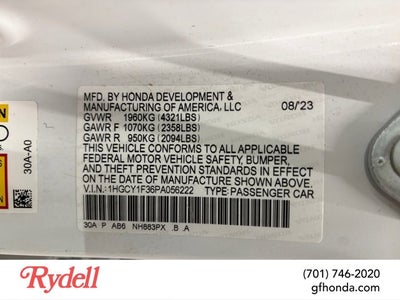 MFD. BY HONDA DEVELOPMENT &
MANUFACTURING OF AMERICA, LLC 08/23
GVWR 1960KG (4321LBS)
GAWR F 1070KG (2358LBS)
GAWR R 950KG (2094LBS)
THIS VEHICLE CONFORMS TO ALL APPLICABLE
FEDERAL MOTOR VEHICLE SAFETY, BUMPER,
AND THEFT PREVENTION STANDARDS IN EFFECT
ON THE DATE OF MANUFACTURE SHOWN ABOVE.
V.I.N.:1HGCY1F36PA056222 TYPE PASSENGER CAR
30A P AB6 NH883PX .B .A
30A-A0
Rydell
(701) 746-2020
gfhonda.com